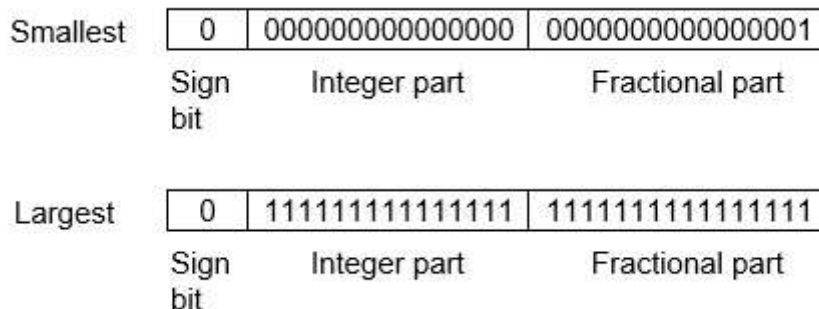 Smallest 0 000000000000000 0000000000000001
Sign bit Integer part Fractional part
Largest 0 111111111111111 1111111111111111
Sign bit Integer part Fractional part